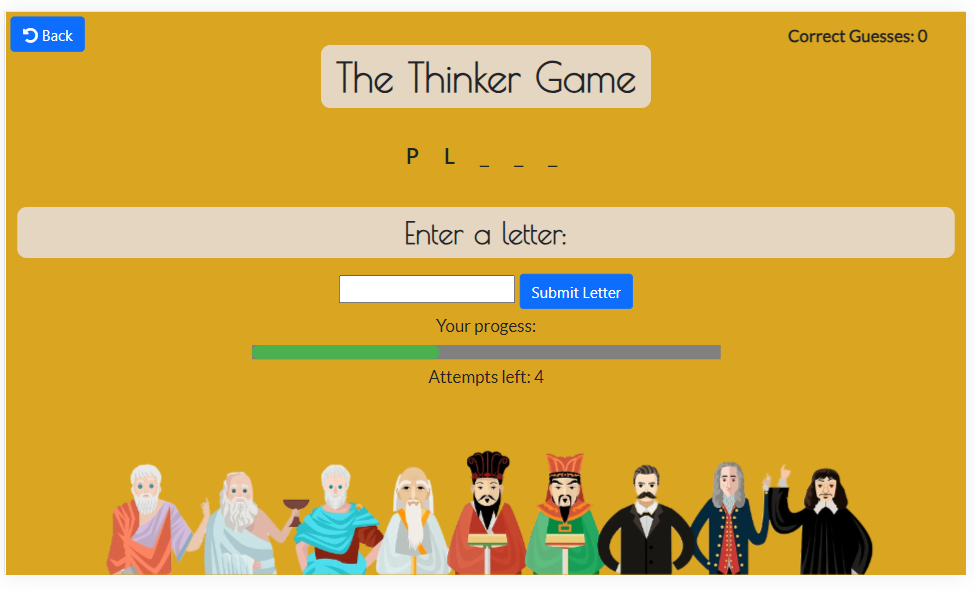 Back
Correct Guesses: 0
The Thinker Game
P L _ _ _
Enter a letter:
Submit Letter
Your progess:
Attempts left: 4